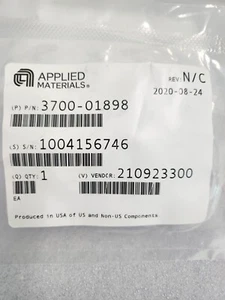 APPLIED MATERIALS®
REV: N/C
2020-08-24
(P) P/N: 3700-01898
(S) S/N: 1004156746
(Q) QTY: 1
(V) VENDCR: 210923300
EA
Produced in USA of US and Non-US Components